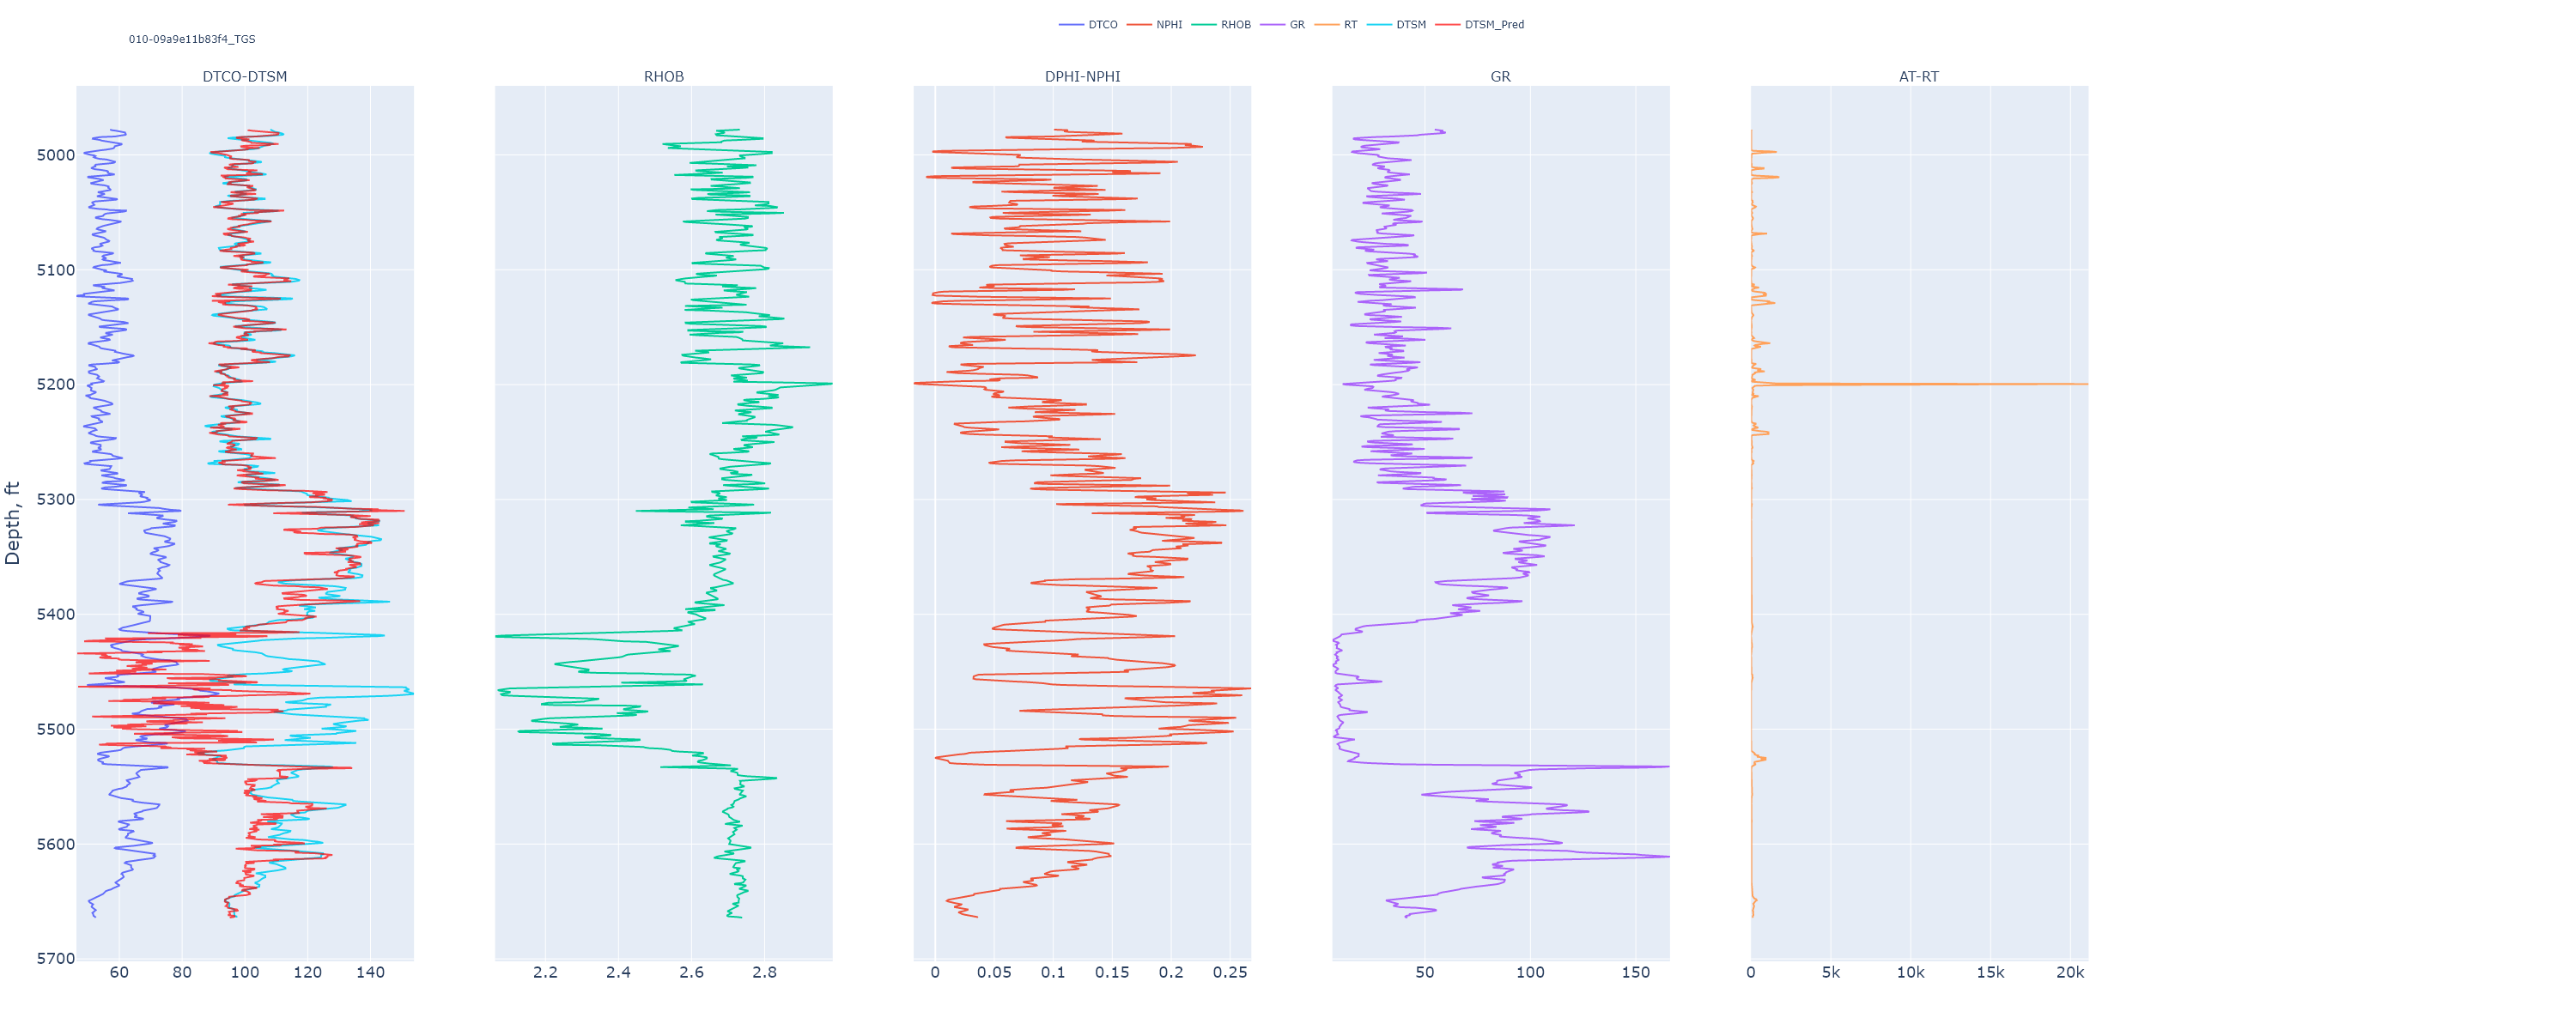 DTCO NPHI RHOB GR RT DTSM DTSM_Pred
010-09a9e11b83f4_TGS
DTCO-DTSM RHOB DPHI-NPHI GR AT-RT
Depth, ft
5000
5100
5200
5300
5400
5500
5600
5700
60 80 100 120 140 2.2 2.4 2.6 2.8 0 0.05 0.1 0.15 0.2 0.25 50 100 150 0 5k 10k 15k 20k